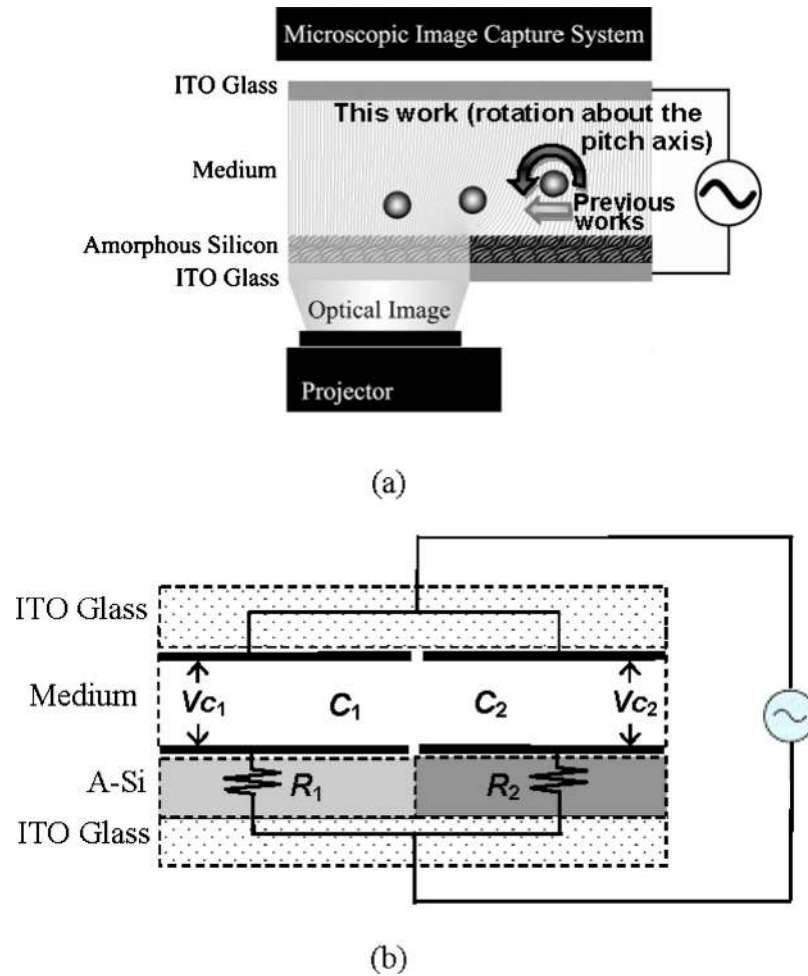 Microscopic Image Capture System
ITO Glass
This work (rotation about the
pitch axis)
Medium
Previous
works
Amorphous Silicon
ITO Glass
Optical Image
Projector
(a)
ITO Glass
Medium
Vc1
C1
C2
Vc2
A-Si
R1
R2
ITO Glass
(b)